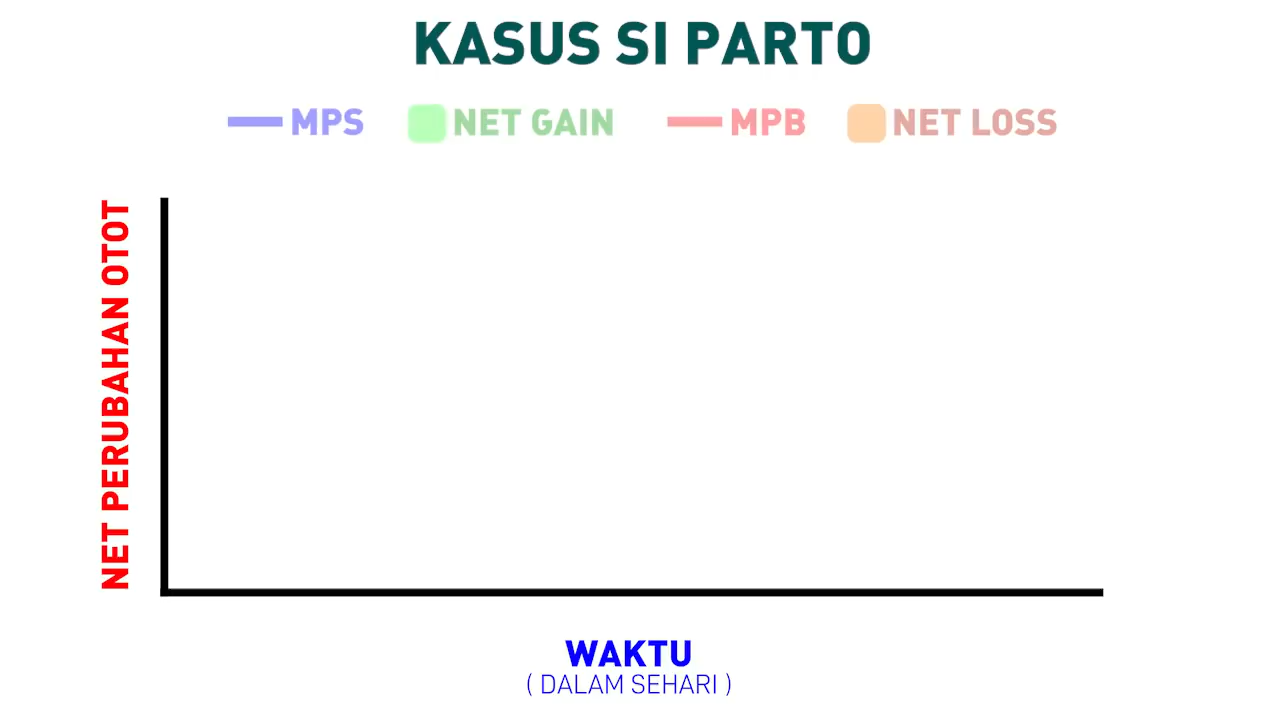 KASUS SI PARTO
MPS NET GAIN MPB NET LOSS
NET PERUBAHAN OTOT
WAKTU
( DALAM SEHARI )